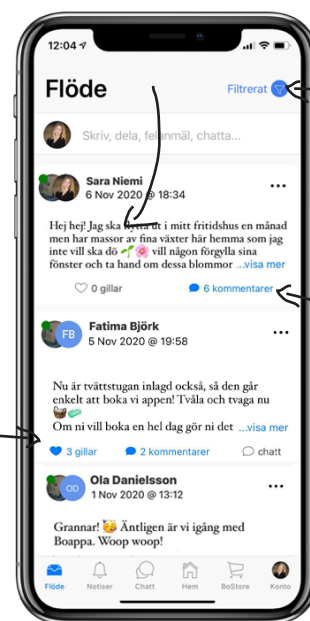 12:04
Flöde
Filtrerat
Skriv, dela, felanmäl, chatta...
Sara Niemi
6 Nov 2020 @ 18:34
Hej hej! Jag ska flytta ut i mitt fritidshus en månad
men har massor av fina växter här hemma som jag
inte vill ska dö 🌱🌸 vill någon förgylla sina
fönster och ta hand om dessa blommor ...visa mer
0 gillar
6 kommentarer
FB
Fatima Björk
5 Nov 2020 @ 19:58
Nu är tvättstugan inlagd också, så den går
enkelt att boka vi appen! Tvåla och tvaga nu
🧺🧼
Om ni vill boka en hel dag gör ni det ...visa mer
3 gillar
2 kommentarer
chatt
OD
Ola Danielsson
1 Nov 2020 @ 13:12
Grannar! 🥳 Äntligen är vi igång med
Boappa. Woop woop!
Flöde
Notiser
Chatt
Hem
BoStore
Konto